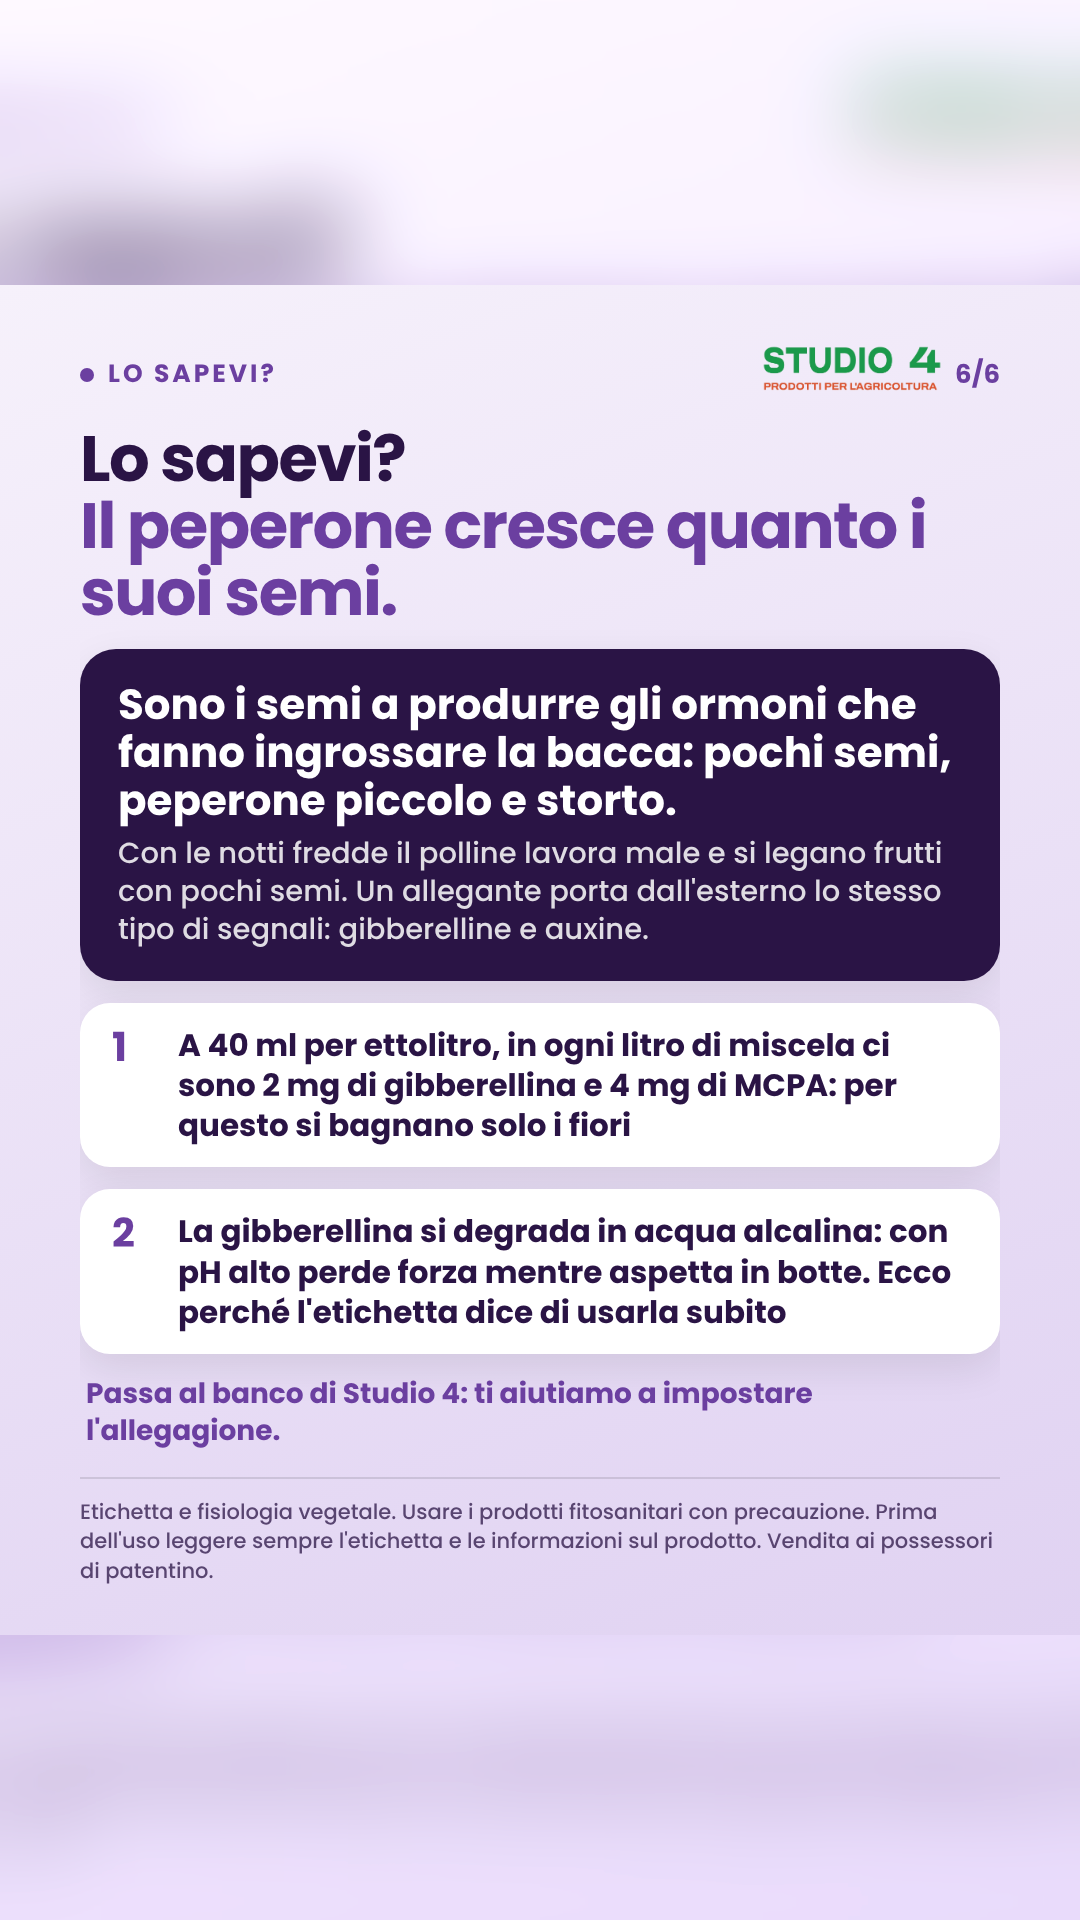 LO SAPEVI?
STUDIO 4
PRODOTTI PER L'AGRICOLTURA
6/6
Lo sapevi?
Il peperone cresce quanto i
suoi semi.
Sono i semi a produrre gli ormoni che
fanno ingrossare la bacca: pochi semi,
peperone piccolo e storto.
Con le notti fredde il polline lavora male e si legano frutti
con pochi semi. Un allegante porta dall'esterno lo stesso
tipo di segnali: gibberelline e auxine.
1
A 40 ml per ettolitro, in ogni litro di miscela ci
sono 2 mg di gibberellina e 4 mg di MCPA: per
questo si bagnano solo i fiori
2
La gibberellina si degrada in acqua alcalina: con
pH alto perde forza mentre aspetta in botte. Ecco
perché l'etichetta dice di usarla subito
Passa al banco di Studio 4: ti aiutiamo a impostare
l'allegagione.
Etichetta e fisiologia vegetale. Usare i prodotti fitosanitari con precauzione. Prima
dell'uso leggere sempre l'etichetta e le informazioni sul prodotto. Vendita ai possessori
di patentino.